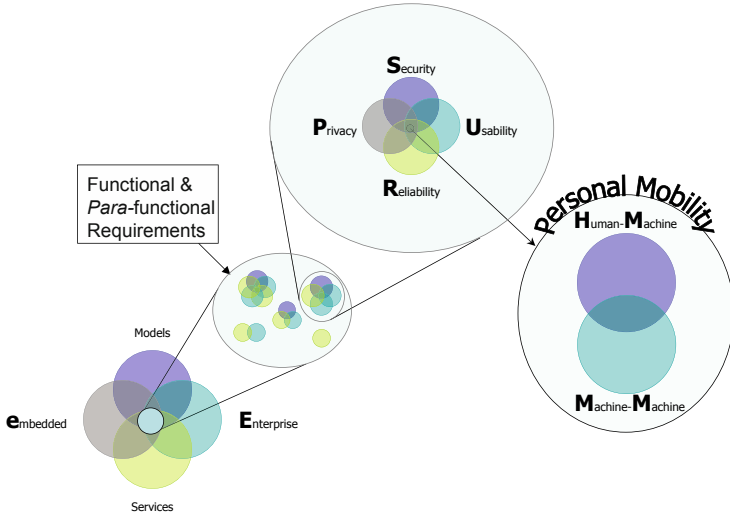 Security
Privacy
Usability
Reliability
Functional &
Para-functional
Requirements
Personal Mobility
Human-Machine
Machine-Machine
Models
embedded
Enterprise
Services